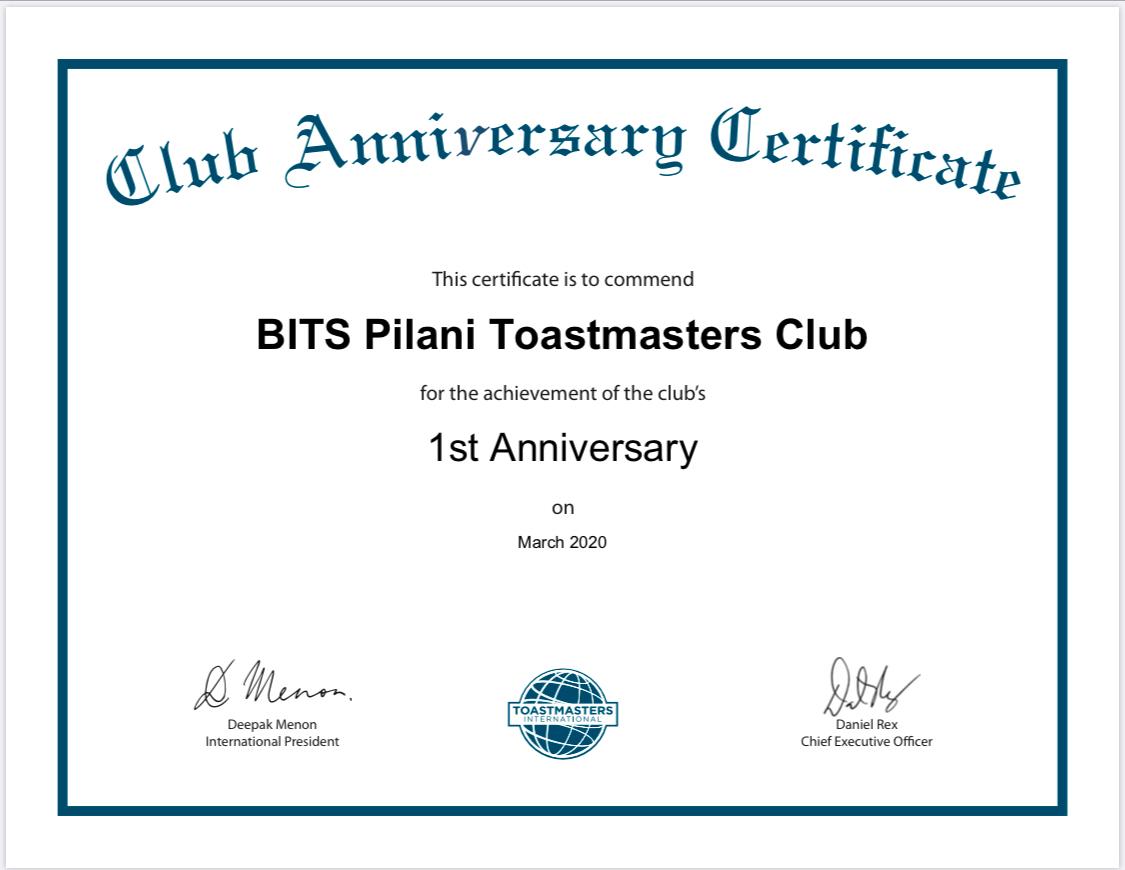 Club Anniversary Certificate
This certificate is to commend
BITS Pilani Toastmasters Club
for the achievement of the club's
1st Anniversary
on
March 2020
D Menon.
Deepak Menon
International President
TOASTMASTERS
INTERNATIONAL
Daniel Rex
Chief Executive Officer